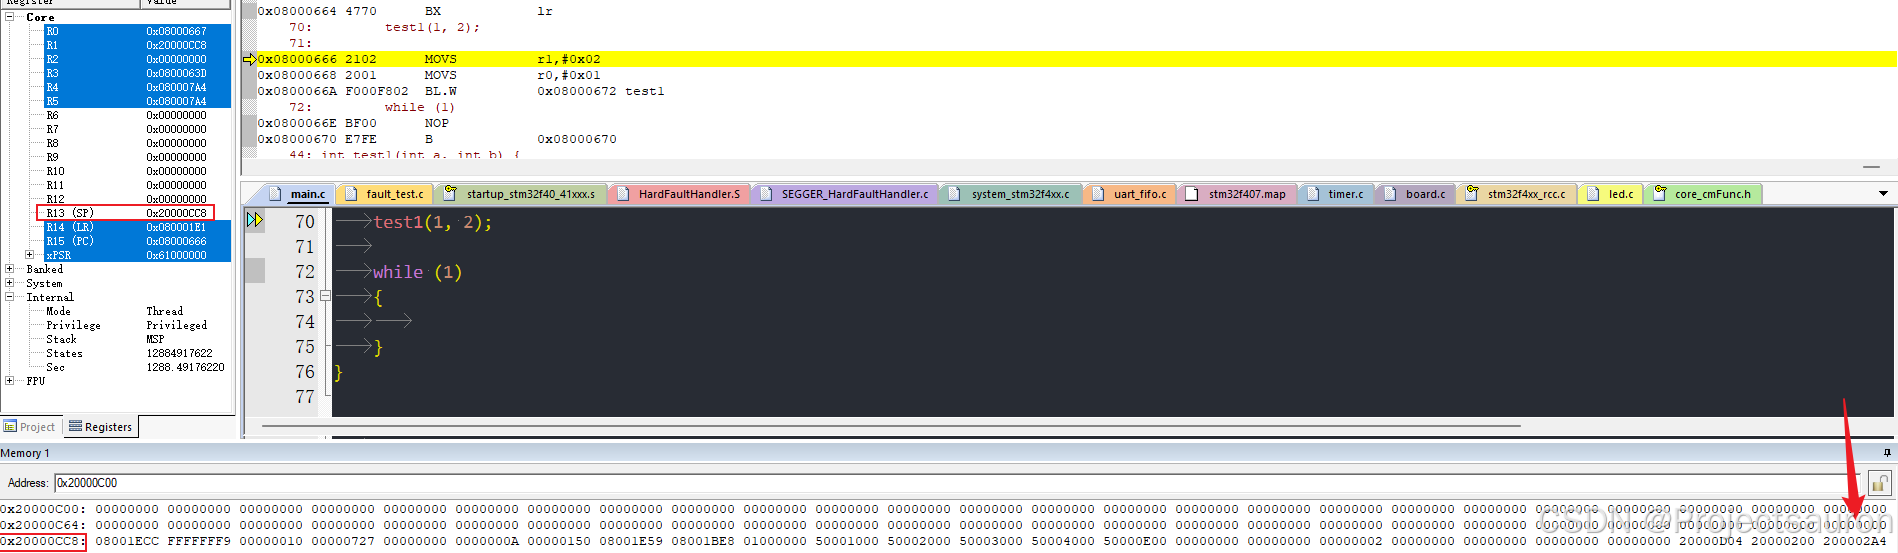 Register Value
Core
R0 0x08000667
R1 0x20000CC8
R2 0x00000000
R3 0x0800063D
R4 0x080007A4
R5 0x080007A4
R6 0x00000000
R7 0x00000000
R8 0x00000000
R9 0x00000000
R10 0x00000000
R11 0x00000000
R12 0x00000000
R13 (SP) 0x20000CC8
R14 (LR) 0x080001E1
R15 (PC) 0x08000666
xPSR 0x61000000
Banked
System
Internal
Mode Thread
Privilege Privileged
Stack MSP
States 12884917622
Sec 1288.49176220
FPU
Project Registers
0x08000664 4770 BX lr
70: test1(1, 2);
71:
0x08000666 2102 MOVS r1,#0x02
0x08000668 2001 MOVS r0,#0x01
0x0800066A F000F802 BL.W 0x08000672 test1
72: while (1)
0x0800066E BF00 NOP
0x08000670 E7FE B 0x08000670
44: int test1(int a, int b) {
main.c fault_test.c startup_stm32f40_41xxx.s HardFaultHandler.S SEGGER_HardFaultHandler.c system_stm32f4xx.c uart_fifo.c stm32f407.map timer.c board.c stm32f4xx_rcc.c led.c core_cmFunc.h
70 test1(1, 2);
71
72 while (1)
73 {
74
75 }
76 }
77
Memory 1
Address: 0x20000C00
0x20000C00: 00000000 00000000 00000000 00000000 00000000 00000000 00000000 00000000 00000000 00000000 00000000 00000000 00000000 00000000 00000000 00000000 00000000 00000000 00000000 00000000 00000000 00000000 00000000 00000000 00000000
0x20000C64: 00000000 00000000 00000000 00000000 00000000 00000000 00000000 00000000 00000000 00000000 00000000 00000000 00000000 00000000 00000000 00000000 00000000 00000000 00000000 00000000 00000000 00000000 00000000 00000000 00000000
0x20000CC8: 08001ECC FFFFFFF9 00000010 00000727 00000000 0000000A 00000150 08001E59 08001BE8 01000000 50001000 50002000 50003000 50004000 50000E00 00000000 00000000 00000002 00000000 00000000 00000000 00000000 20000D04 20000200 200002A4
CSDN @Projectsauron